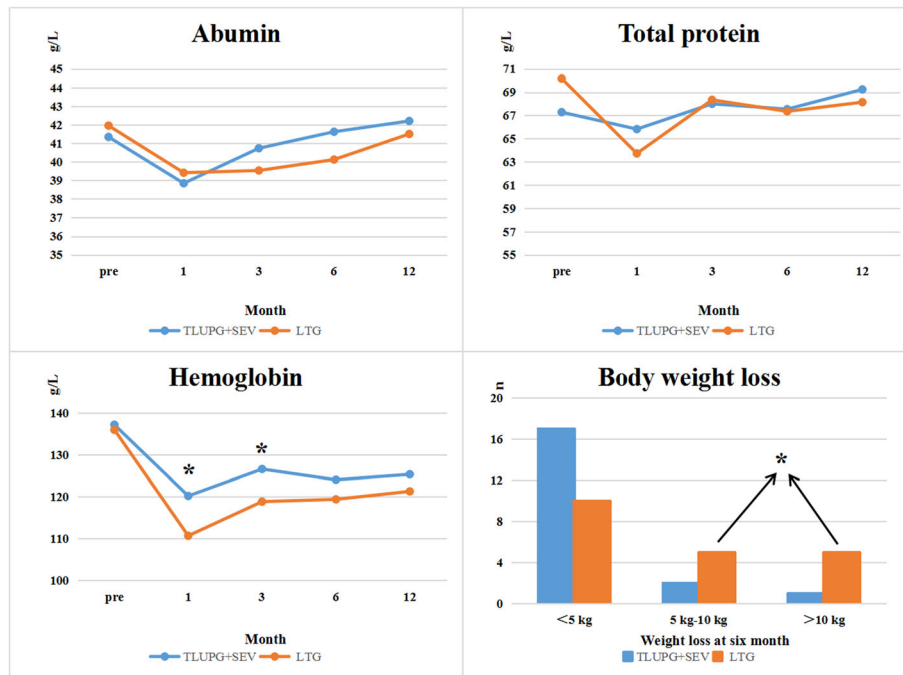 Abumin
g/L
45
44
43
42
41
40
39
38
37
36
35
pre 1 3 6 12
Month
TLUPG+SEV LTG
Total protein
g/L
71
69
67
65
63
61
59
57
55
pre 1 3 6 12
Month
TLUPG+SEV LTG
Hemoglobin
g/L
140
130
120
110
100
* *
pre 1 3 6 12
Month
TLUPG+SEV LTG
Body weight loss
n
20
16
12
8
4
0
*
<5 kg 5 kg-10 kg >10 kg
Weight loss at six month
TLUPG+SEV LTG